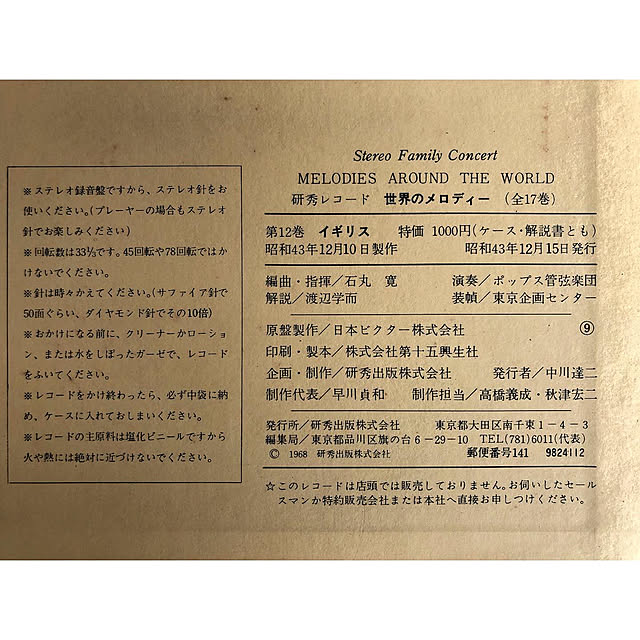 ※ステレオ録音盤ですから、ステレオ針をお
使いください。(プレーヤーの場合もステレオ
針でお楽しみください)
※回転数は33⅓です。45回転や78回転ではか
けないでください。
※針は時々かえてください。(サファイア針で
50面ぐらい、ダイヤモンド針でその10倍)
※おかけになる前に、クリーナーかローショ
ン、または水をしぼったガーゼで、レコード
をふいてください。
※レコードをかけ終わったら、必ず中袋に納
め、ケースに入れておしまいください。
※レコードの主原料は塩化ビニールですから
火や熱には絶対に近づけないでください。
Stereo Family Concert
MELODIES AROUND THE WORLD
研秀レコード 世界のメロディー (全17巻)
第12巻 イギリス 特価 1000円(ケース・解説書とも)
昭和43年12月10日製作 昭和43年12月15日発行
編曲・指揮/石丸 寛 演奏/ポップス管弦楽団
解説/渡辺学而 装幀/東京企画センター
原盤製作/日本ビクター株式会社 ⑨
印刷・製本/株式会社第十五興生社
企画・制作/研秀出版株式会社 発行者/中川達二
制作代表/早川貞和 制作担当/高橋義成・秋津宏二
発行所/研秀出版株式会社 東京都大田区南千束1-4-3
編集局/東京都品川区旗の台6-29-10 TEL(781)6011(代表)
© 1968 研秀出版株式会社 郵便番号141 9824112
☆このレコードは店頭では販売しておりません。お伺いしたセール
スマンか特約販売会社または本社へ直接お申しつけください。